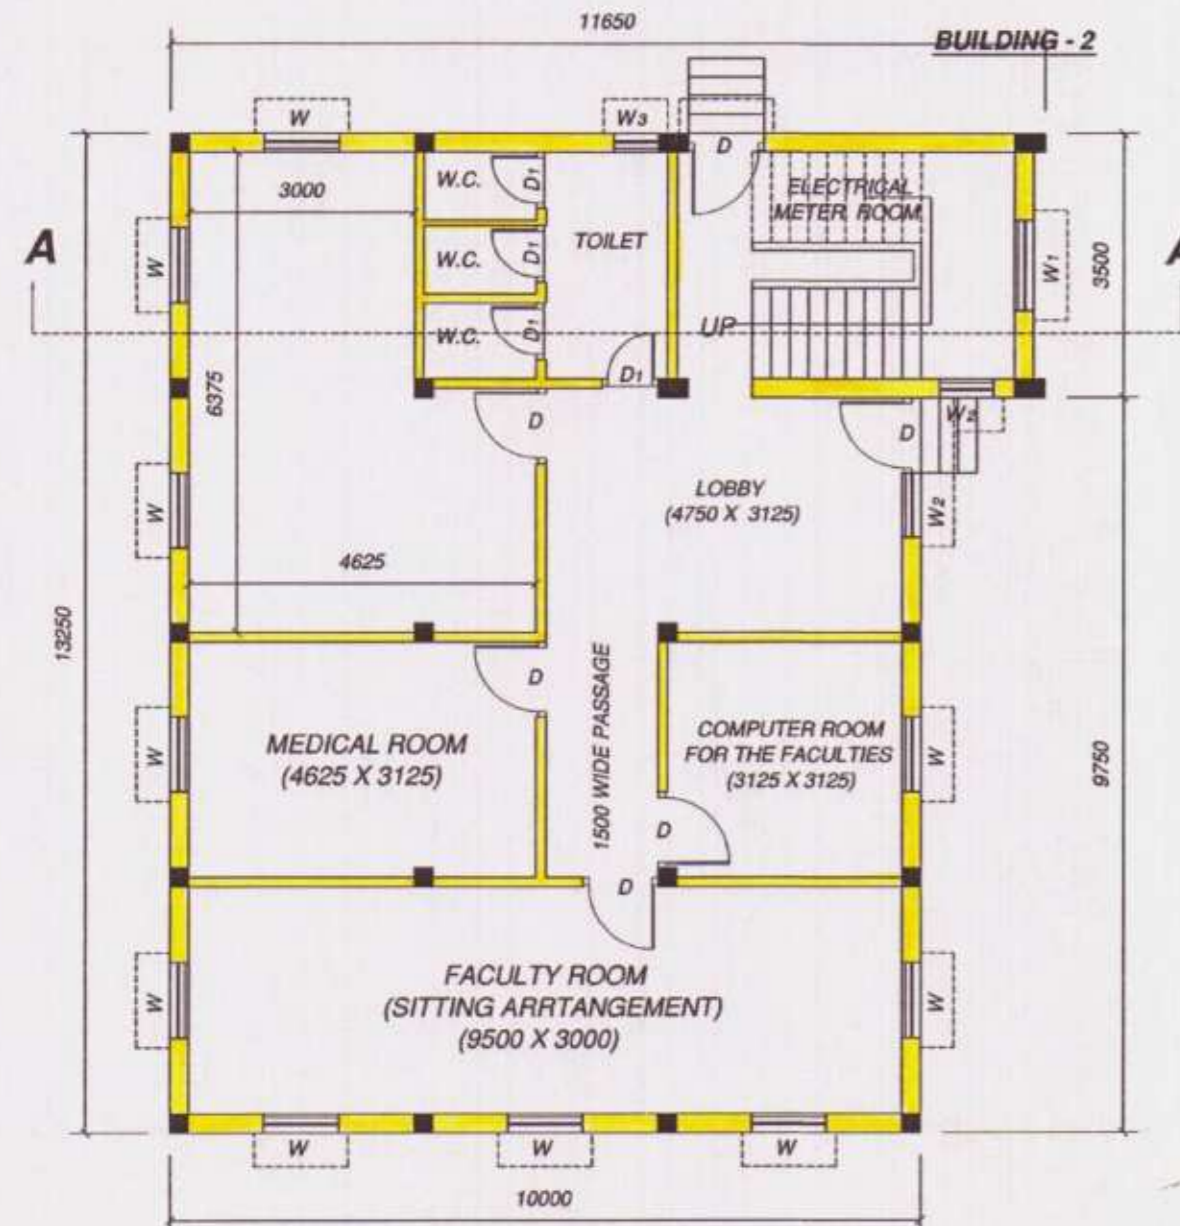 11650
BUILDING - 2
W
W3
D
3000
W.C.
D1
ELECTRICAL
METER ROOM
A
W
W.C.
D1
TOILET
W1
3500
W.C.
D1
UP
D1
6375
D
D
W2
LOBBY
(4750 X 3125)
W
W2
4625
13250
D
1500 WIDE PASSAGE
MEDICAL ROOM
(4625 X 3125)
W
COMPUTER ROOM
FOR THE FACULTIES
(3125 X 3125)
W
9750
D
D
FACULTY ROOM
(SITTING ARRTANGEMENT)
(9500 X 3000)
W
W
W
W
W
10000